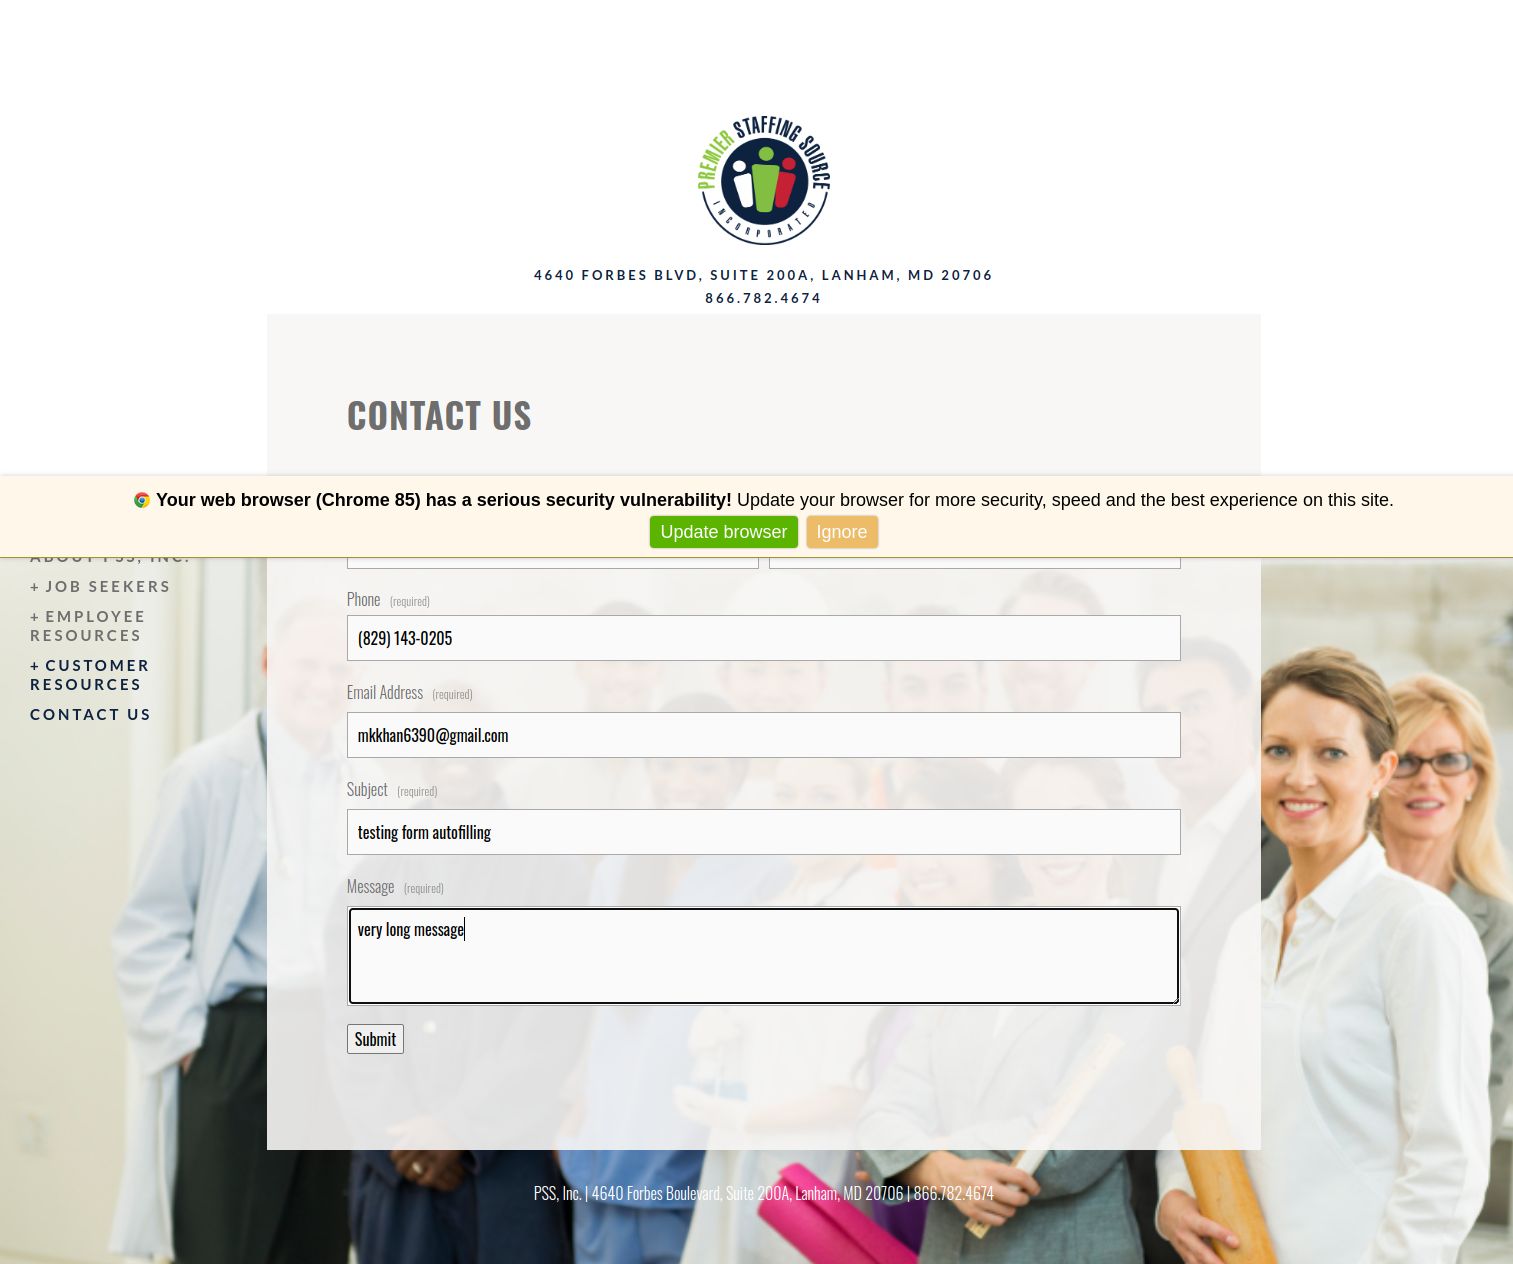 PREMIER STAFFING SOURCE
INCORPORATED
4640 FORBES BLVD, SUITE 200A, LANHAM, MD 20706
866.782.4674
CONTACT US
Your web browser (Chrome 85) has a serious security vulnerability! Update your browser for more security, speed and the best experience on this site.
Update browser
Ignore
ABOUT PSS, INC.
+ JOB SEEKERS
+ EMPLOYEE
RESOURCES
+ CUSTOMER
RESOURCES
CONTACT US
Phone (required)
(829) 143-0205
Email Address (required)
mkkhan6390@gmail.com
Subject (required)
testing form autofilling
Message (required)
very long message
Submit
PSS, Inc. | 4640 Forbes Boulevard, Suite 200A, Lanham, MD 20706 | 866.782.4674